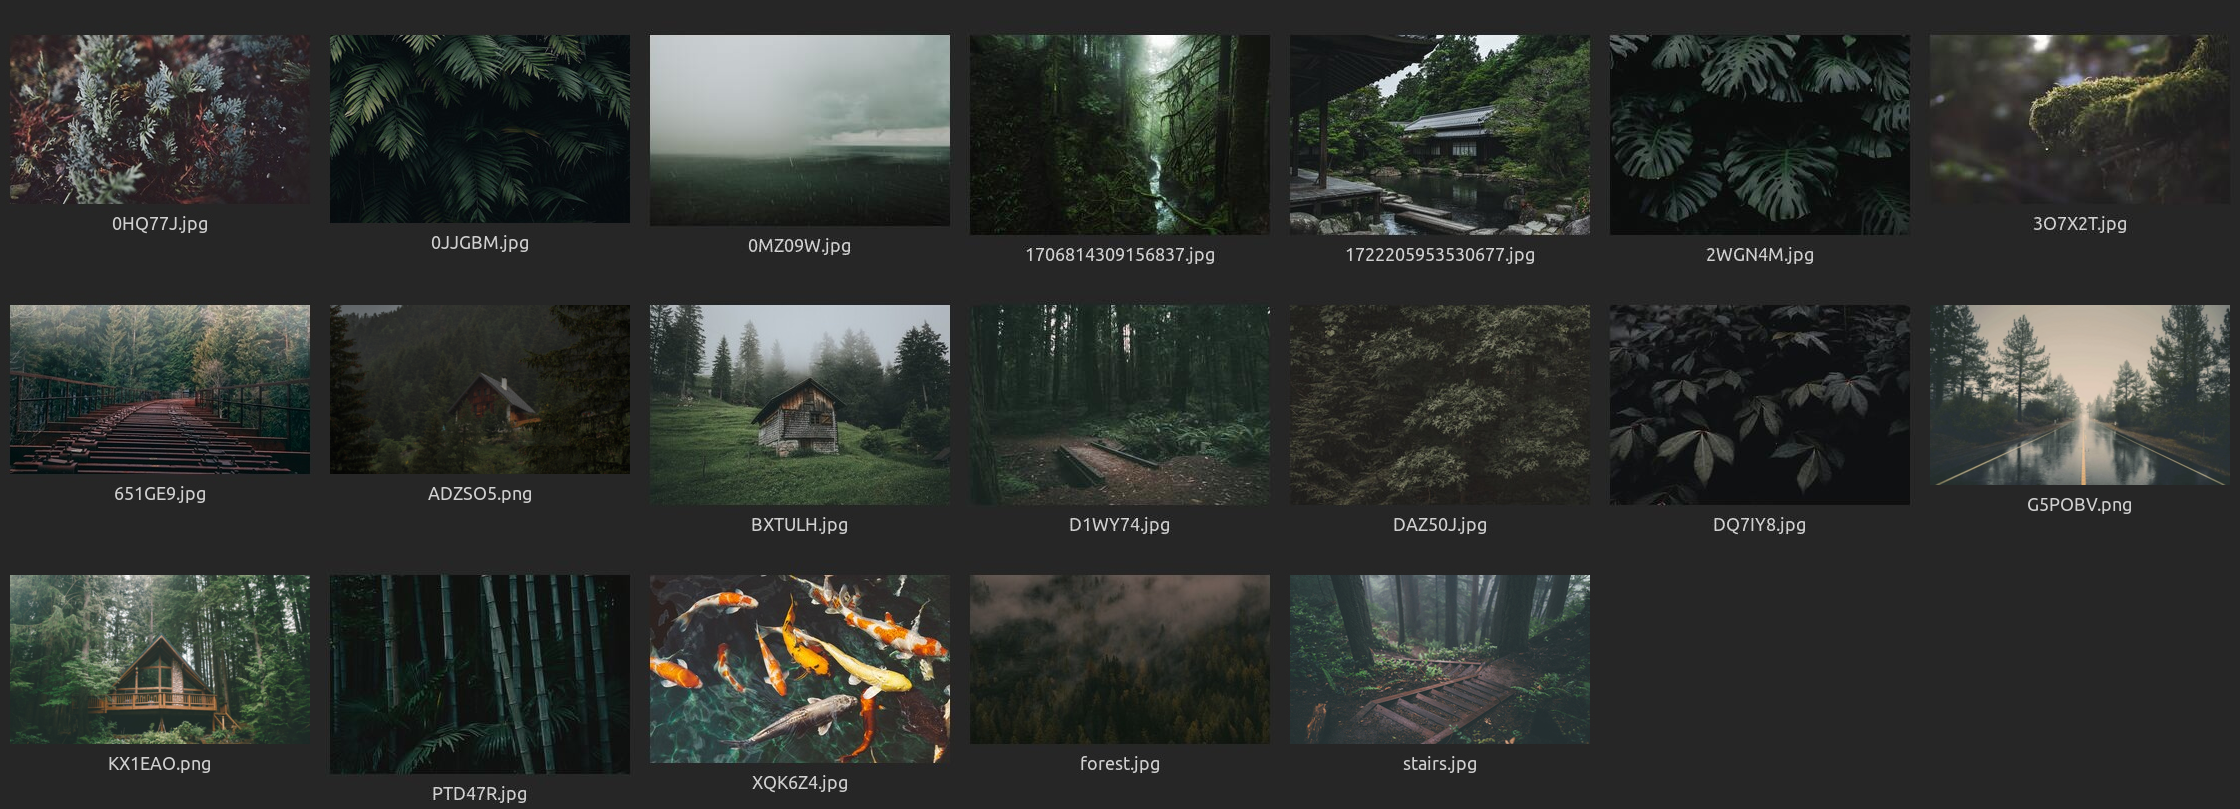 0HQ77J.jpg
0JJGBM.jpg
0MZ09W.jpg
1706814309156837.jpg
1722205953530677.jpg
2WGN4M.jpg
3O7X2T.jpg
651GE9.jpg
ADZSO5.png
BXTULH.jpg
D1WY74.jpg
DAZ50J.jpg
DQ7IY8.jpg
G5POBV.png
KX1EAO.png
PTD47R.jpg
XQK6Z4.jpg
forest.jpg
stairs.jpg